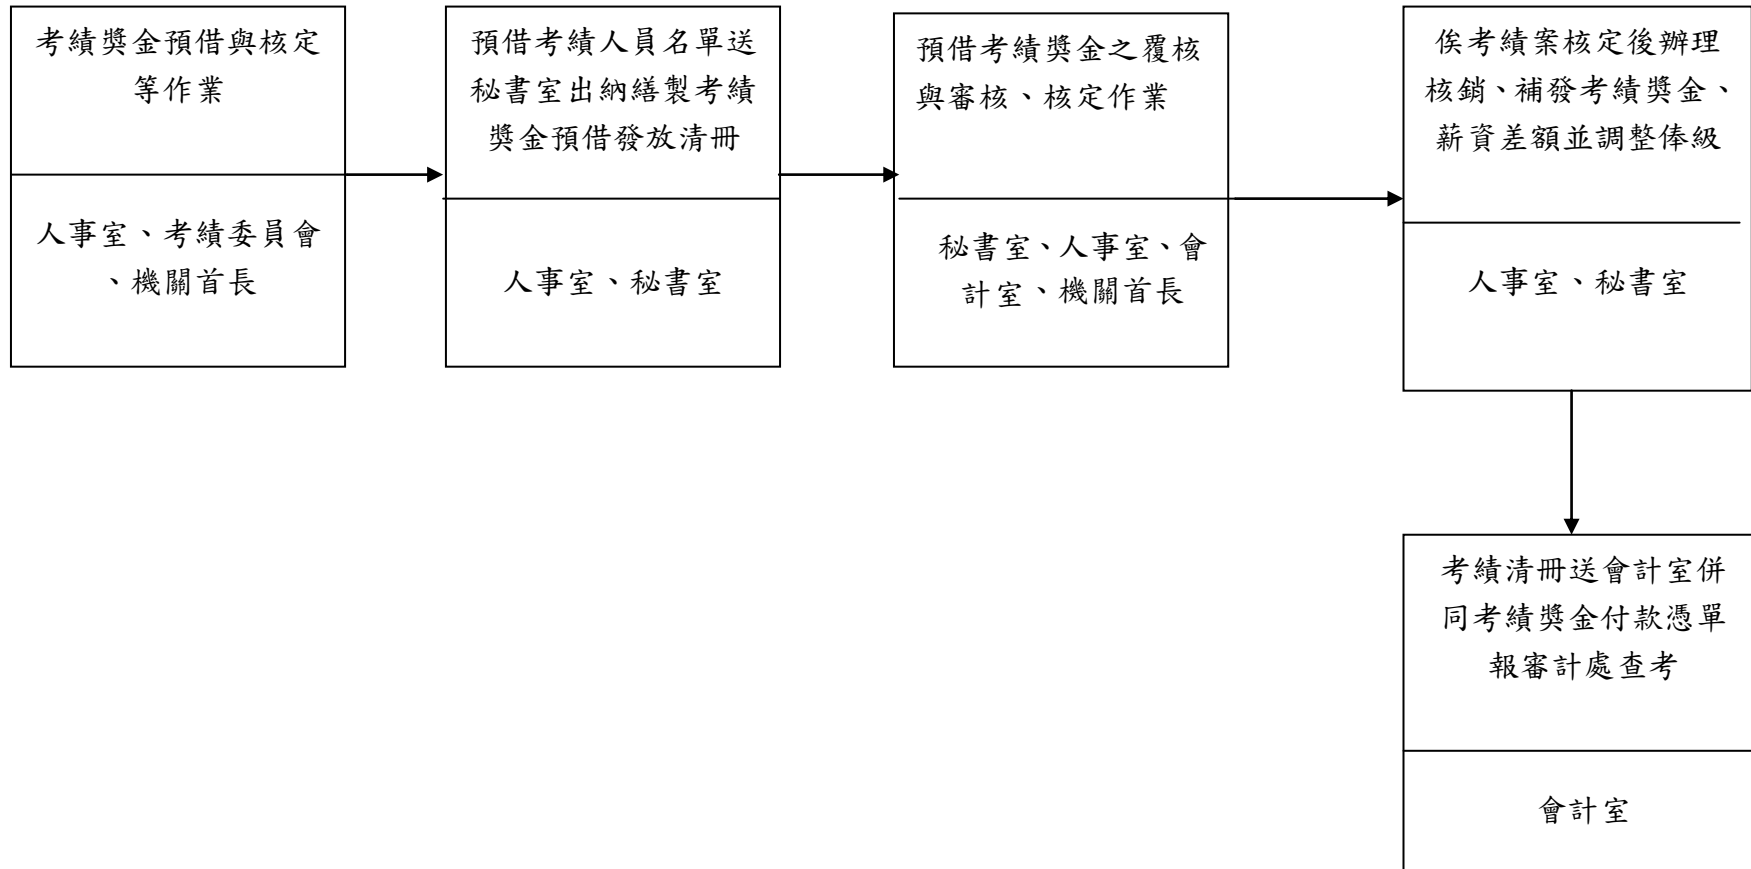 考績獎金預借與核定
等作業
人事室、考績委員會
、機關首長
預借考績人員名單送
秘書室出納繕製考績
獎金預借發放清冊
人事室、秘書室
預借考績獎金之覆核
與審核、核定作業
秘書室、人事室、會
計室、機關首長
俟考績案核定後辦理
核銷、補發考績獎金、
薪資差額並調整俸級
人事室、秘書室
考績清冊送會計室併
同考績獎金付款憑單
報審計處查考
會計室